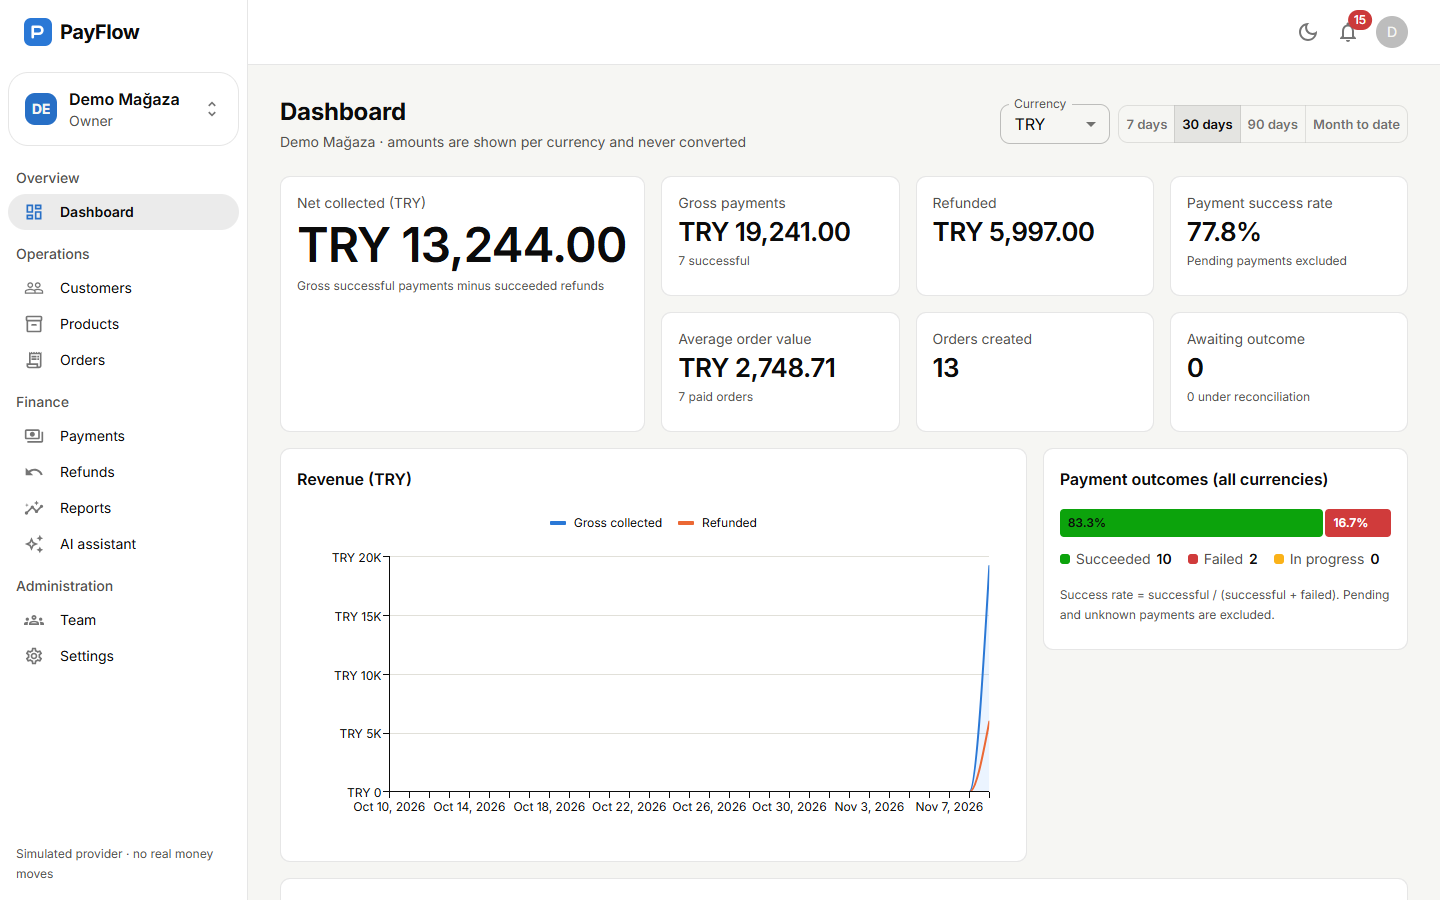 PayFlow
DE
Demo Mağaza
Owner
Overview
Dashboard
Operations
Customers
Products
Orders
Finance
Payments
Refunds
Reports
AI assistant
Administration
Team
Settings
Simulated provider · no real money
moves
15
D
Dashboard
Demo Mağaza · amounts are shown per currency and never converted
Currency
TRY
7 days
30 days
90 days
Month to date
Net collected (TRY)
TRY 13,244.00
Gross successful payments minus succeeded refunds
Gross payments
TRY 19,241.00
7 successful
Refunded
TRY 5,997.00
Payment success rate
77.8%
Pending payments excluded
Average order value
TRY 2,748.71
7 paid orders
Orders created
13
Awaiting outcome
0
0 under reconciliation
Revenue (TRY)
Gross collected
Refunded
TRY 20K
TRY 15K
TRY 10K
TRY 5K
TRY 0
Oct 10, 2026 Oct 14, 2026 Oct 18, 2026 Oct 22, 2026 Oct 26, 2026 Oct 30, 2026 Nov 3, 2026 Nov 7, 2026
Payment outcomes (all currencies)
83.3%
16.7%
Succeeded 10
Failed 2
In progress 0
Success rate = successful / (successful + failed). Pending
and unknown payments are excluded.